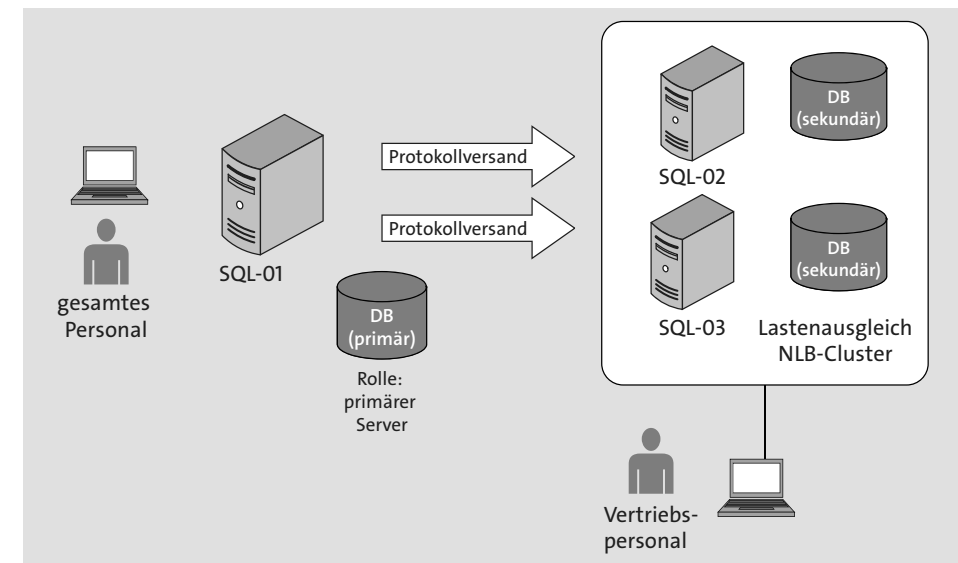 gesamtes
Personal
SQL-01
DB
(primär)
Rolle:
primärer
Server
Protokollversand
Protokollversand
SQL-02
DB
(sekundär)
SQL-03
DB
(sekundär)
Lastenausgleich
NLB-Cluster
Vertriebs-
personal